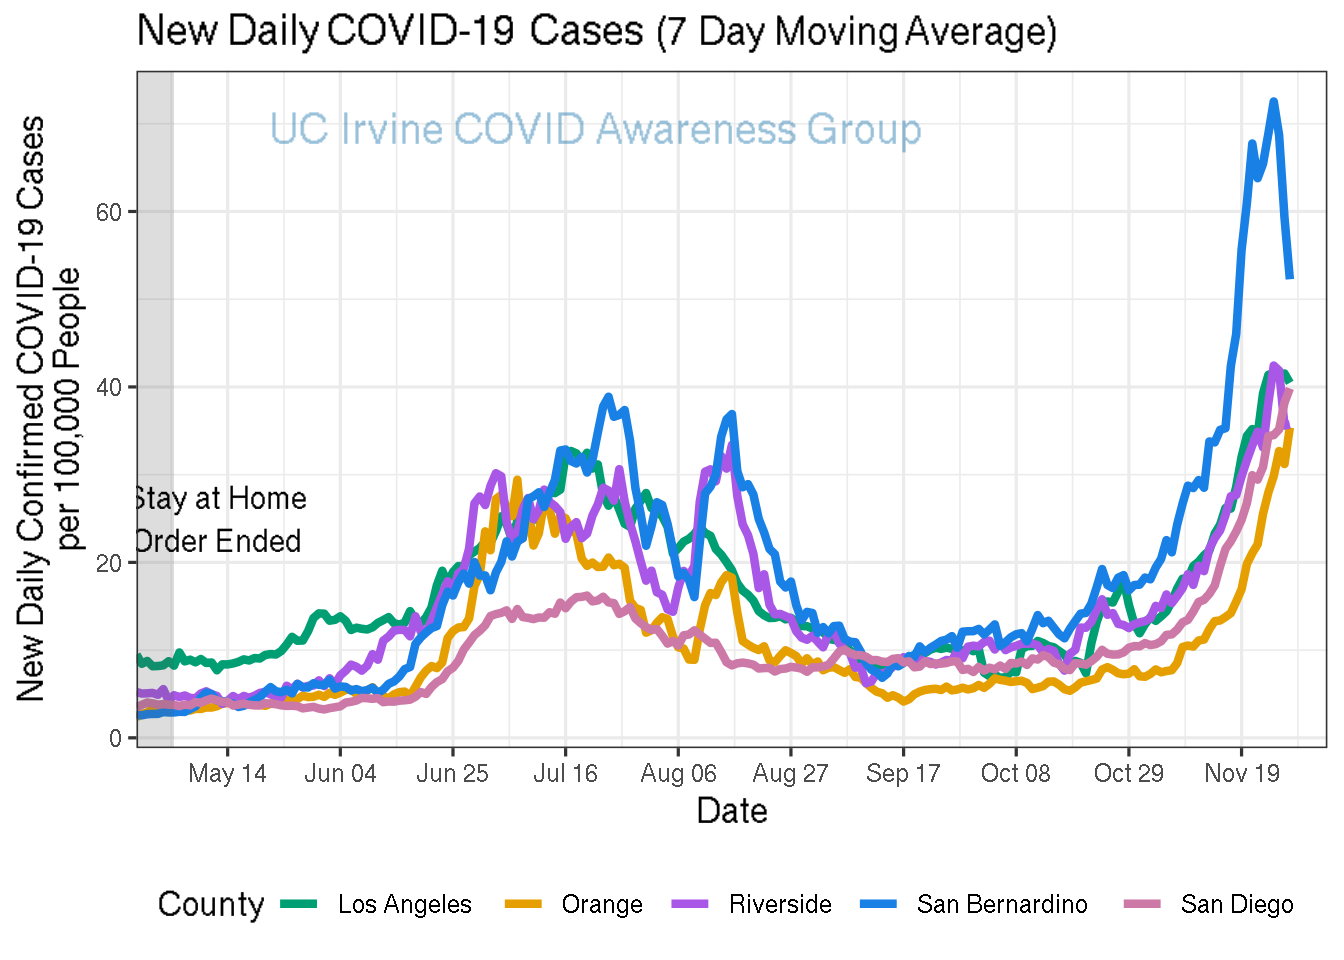 New Daily COVID-19 Cases (7 Day Moving Average)
UC Irvine COVID Awareness Group
New Daily Confirmed COVID-19 Cases
per 100,000 People
60
40
20
0
Stay at Home
Order Ended
May 14 Jun 04 Jun 25 Jul 16 Aug 06 Aug 27 Sep 17 Oct 08 Oct 29 Nov 19
Date
County Los Angeles Orange Riverside San Bernardino San Diego